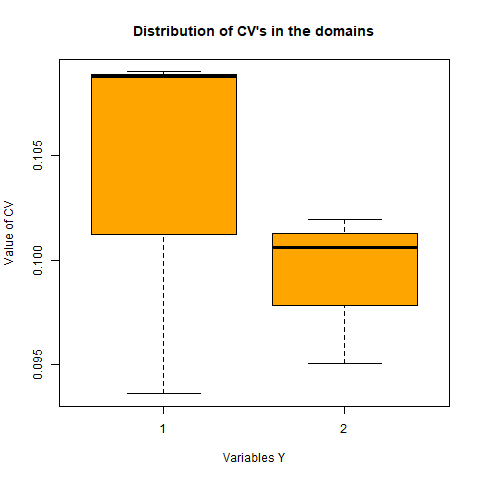 Distribution of CV's in the domains
Value of CV
0.105
0.100
0.095
1 2
Variables Y